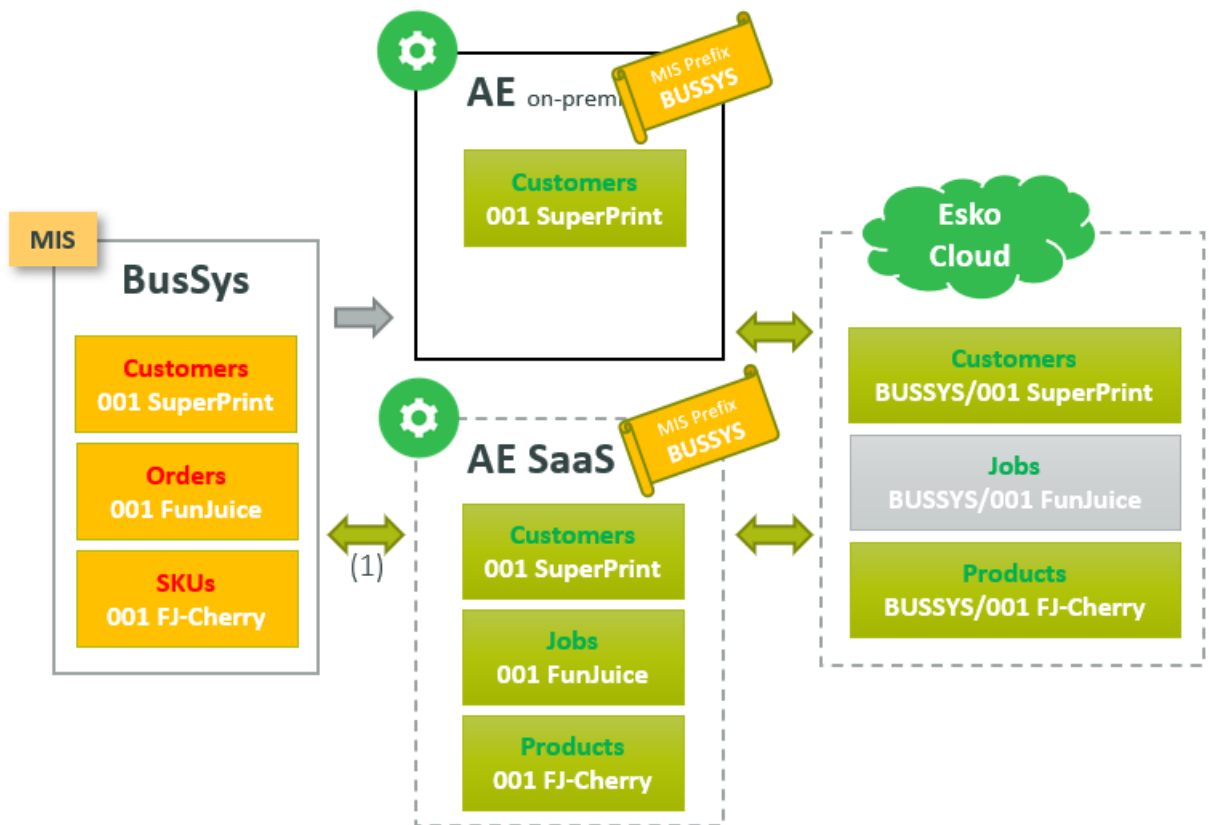 MIS
BusSys
Customers
001 SuperPrint
Orders
001 FunJuice
SKUs
001 FJ-Cherry
(1)
AE on-prem
MIS Prefix
BUSSYS
Customers
001 SuperPrint
AE SaaS
MIS Prefix
BUSSYS
Customers
001 SuperPrint
Jobs
001 FunJuice
Products
001 FJ-Cherry
Esko
Cloud
Customers
BUSSYS/001 SuperPrint
Jobs
BUSSYS/001 FunJuice
Products
BUSSYS/001 FJ-Cherry